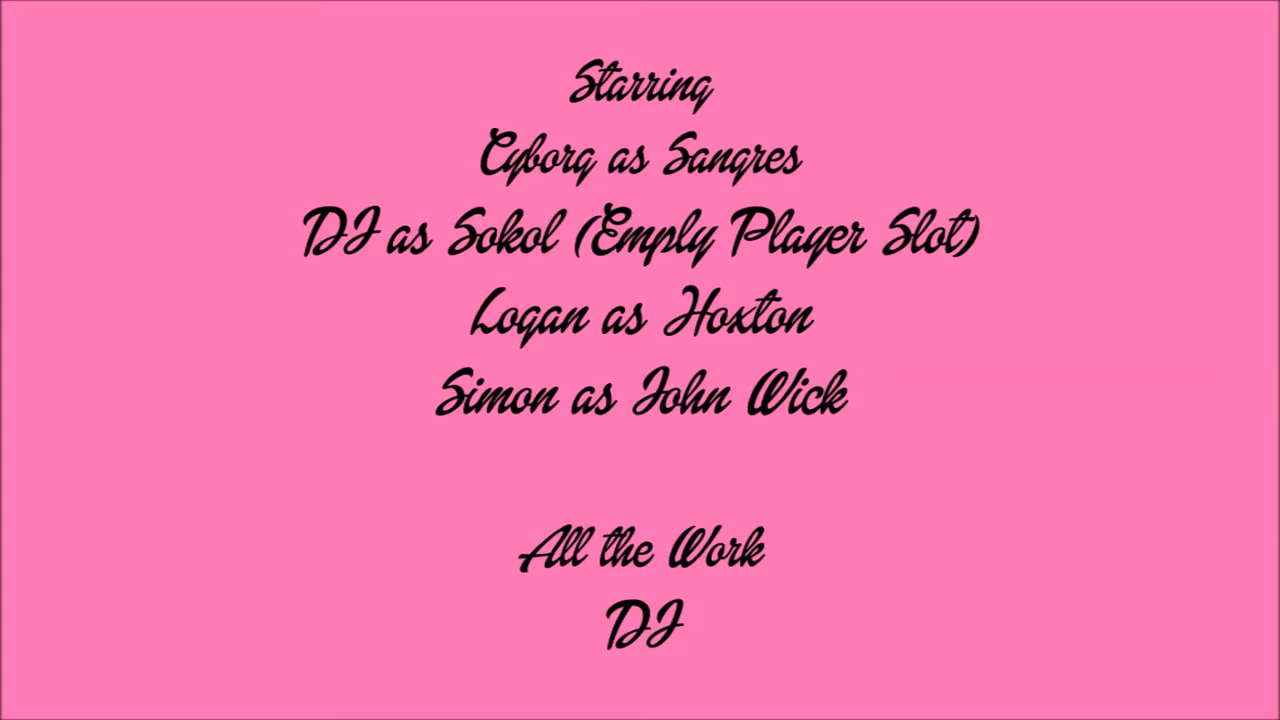 Starring
Cyborg as Sangres
DJ as Sokol (Emply Player Slot)
Logan as Hoxton
Simon as John Wick
All the Work
DJ